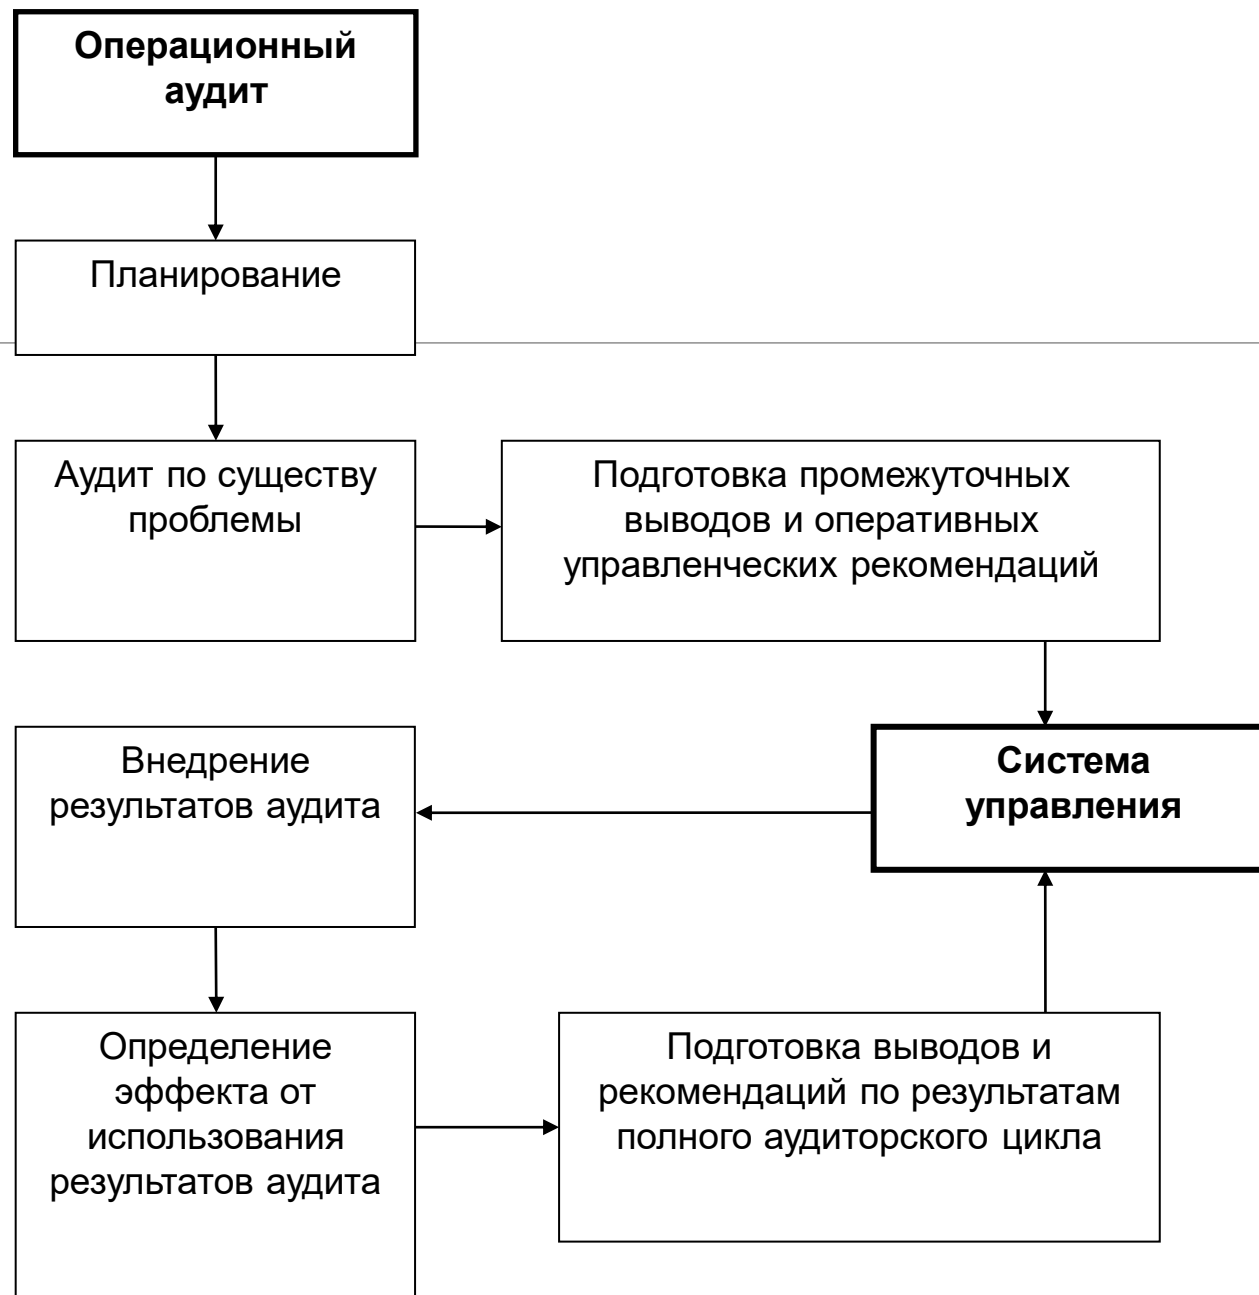 Операционный
аудит
Планирование
Аудит по существу
проблемы
Подготовка промежуточных
выводов и оперативных
управленческих рекомендаций
Внедрение
результатов аудита
Система
управления
Определение
эффекта от
использования
результатов аудита
Подготовка выводов и
рекомендаций по результатам
полного аудиторского цикла